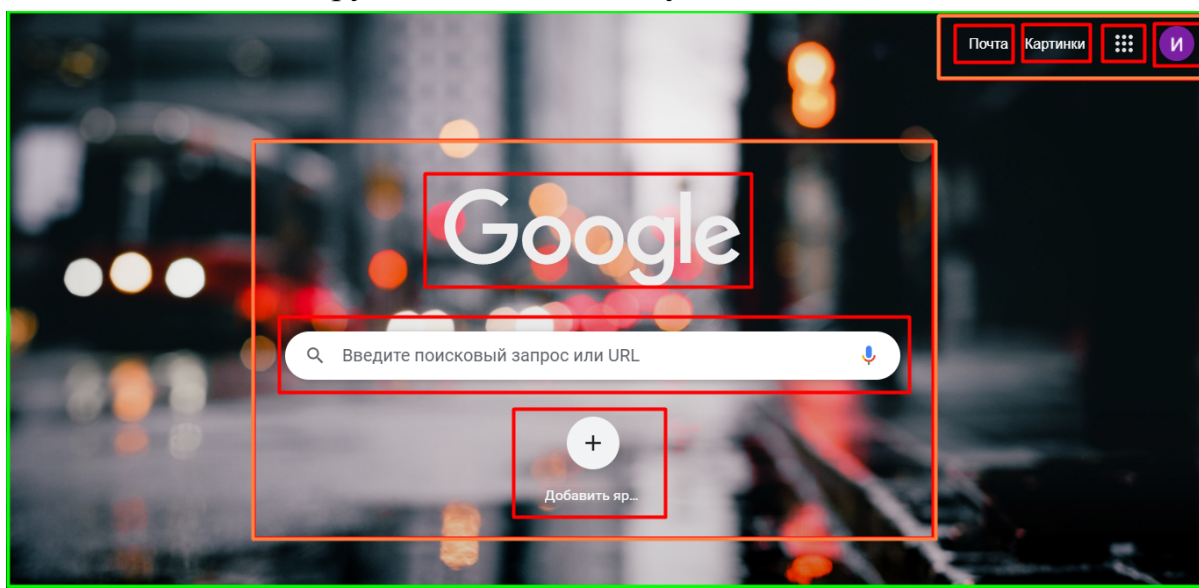 Почта Картинки
И
Google
Введите поисковый запрос или URL
+
Добавить яр...